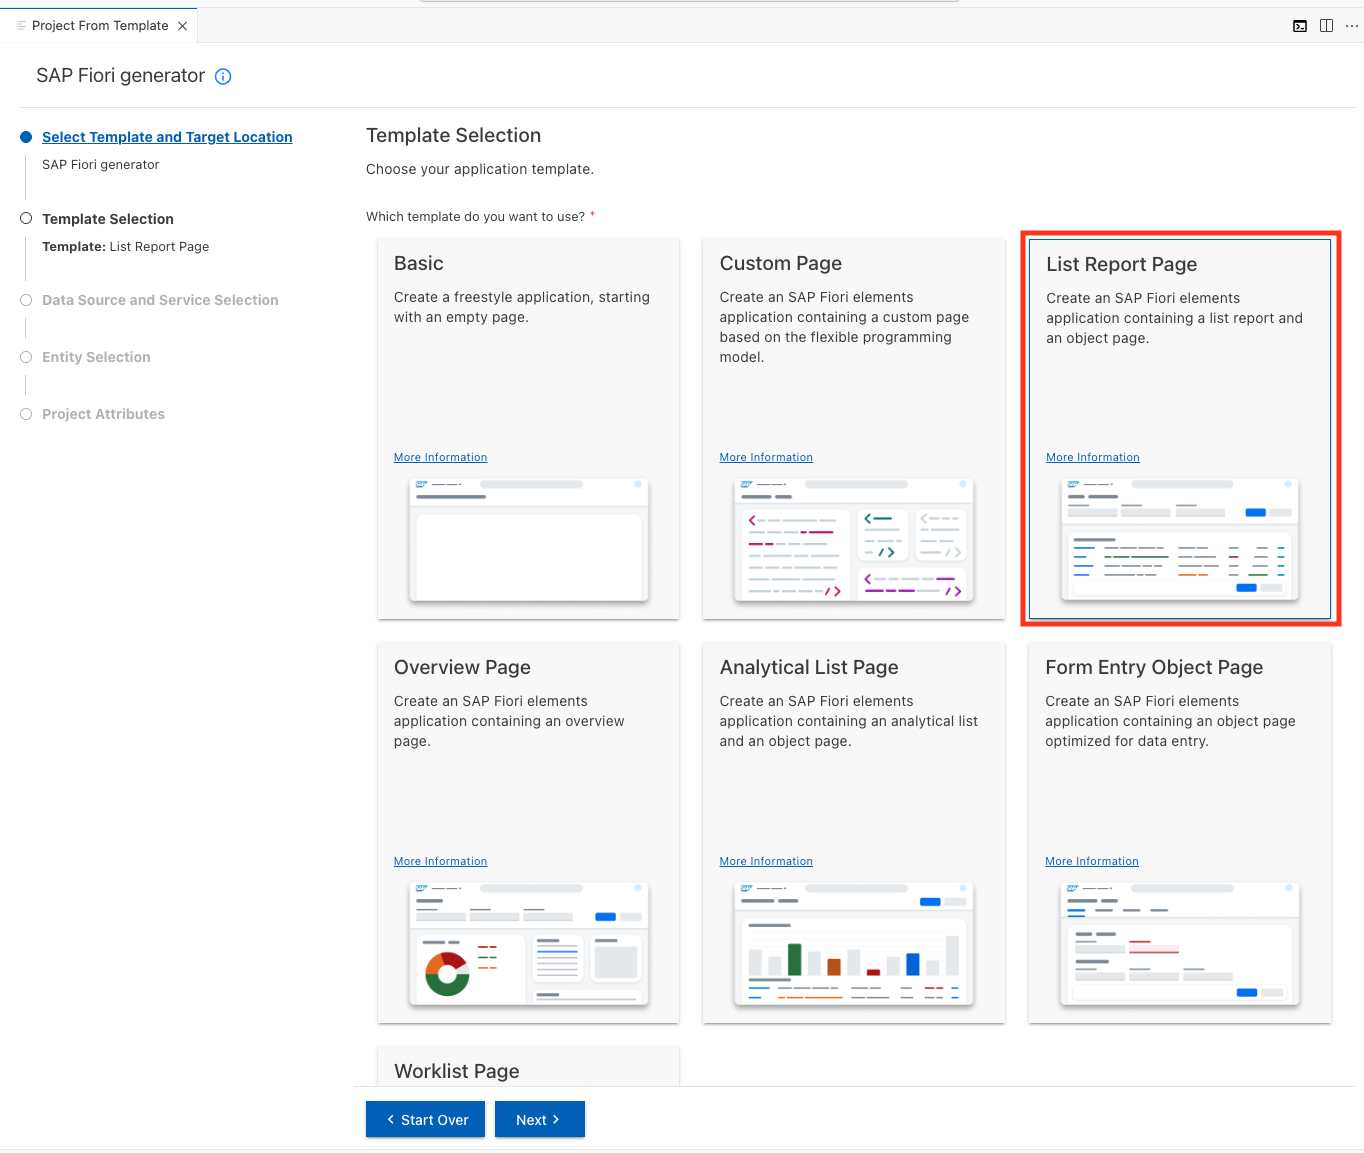 Project From Template
SAP Fiori generator
Select Template and Target Location
SAP Fiori generator
Template Selection
Template: List Report Page
Data Source and Service Selection
Entity Selection
Project Attributes
Template Selection
Choose your application template.
Which template do you want to use? *
Basic
Create a freestyle application, starting
with an empty page.
More Information
SAP
Custom Page
Create an SAP Fiori elements
application containing a custom page
based on the flexible programming
model.
More Information
SAP
List Report Page
Create an SAP Fiori elements
application containing a list report and
an object page.
More Information
SAP
Overview Page
Create an SAP Fiori elements
application containing an overview
page.
More Information
SAP
Analytical List Page
Create an SAP Fiori elements
application containing an analytical list
and an object page.
More Information
SAP
Form Entry Object Page
Create an SAP Fiori elements
application containing an object page
optimized for data entry.
More Information
SAP
Worklist Page
Start Over
Next